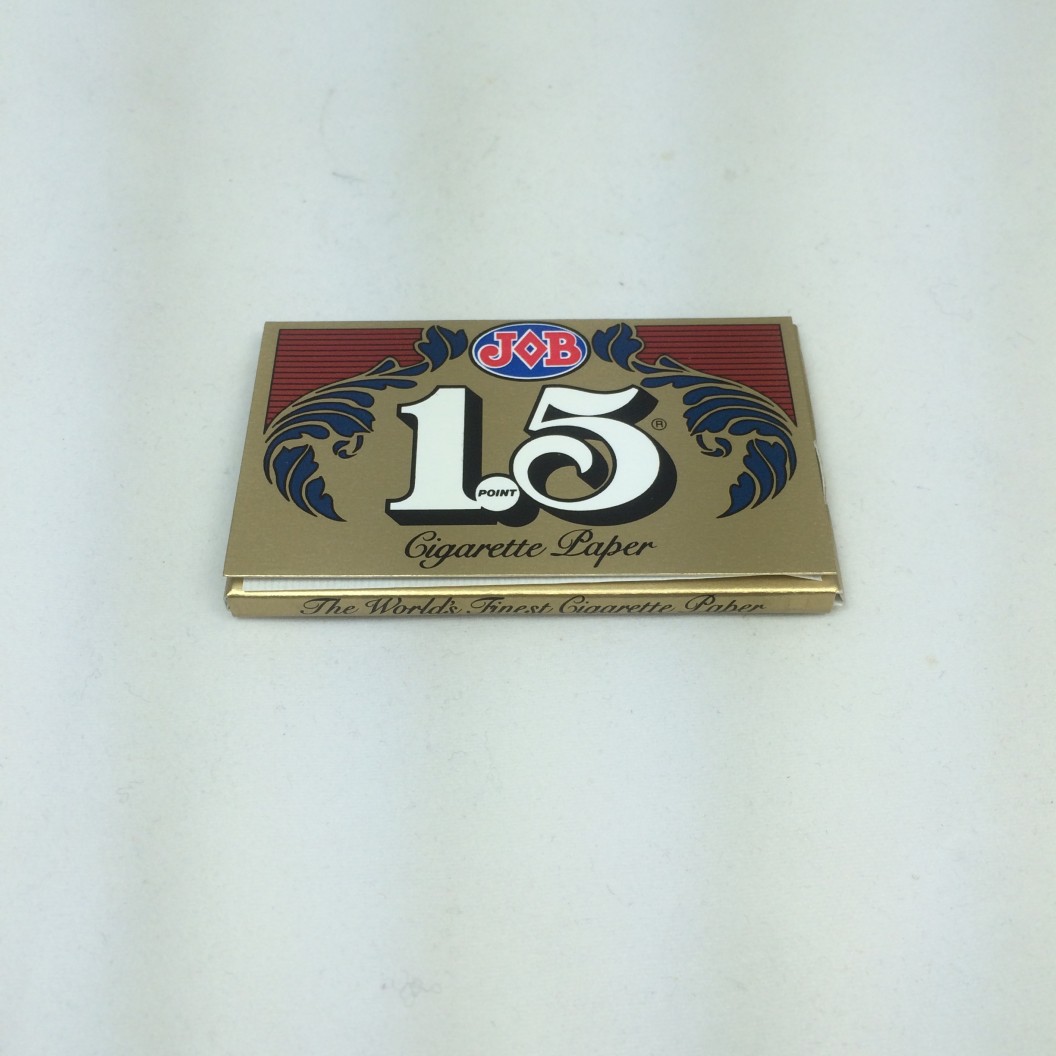 JOB
1.5 ®
POINT
Cigarette Paper
The World's Finest Cigarette Paper